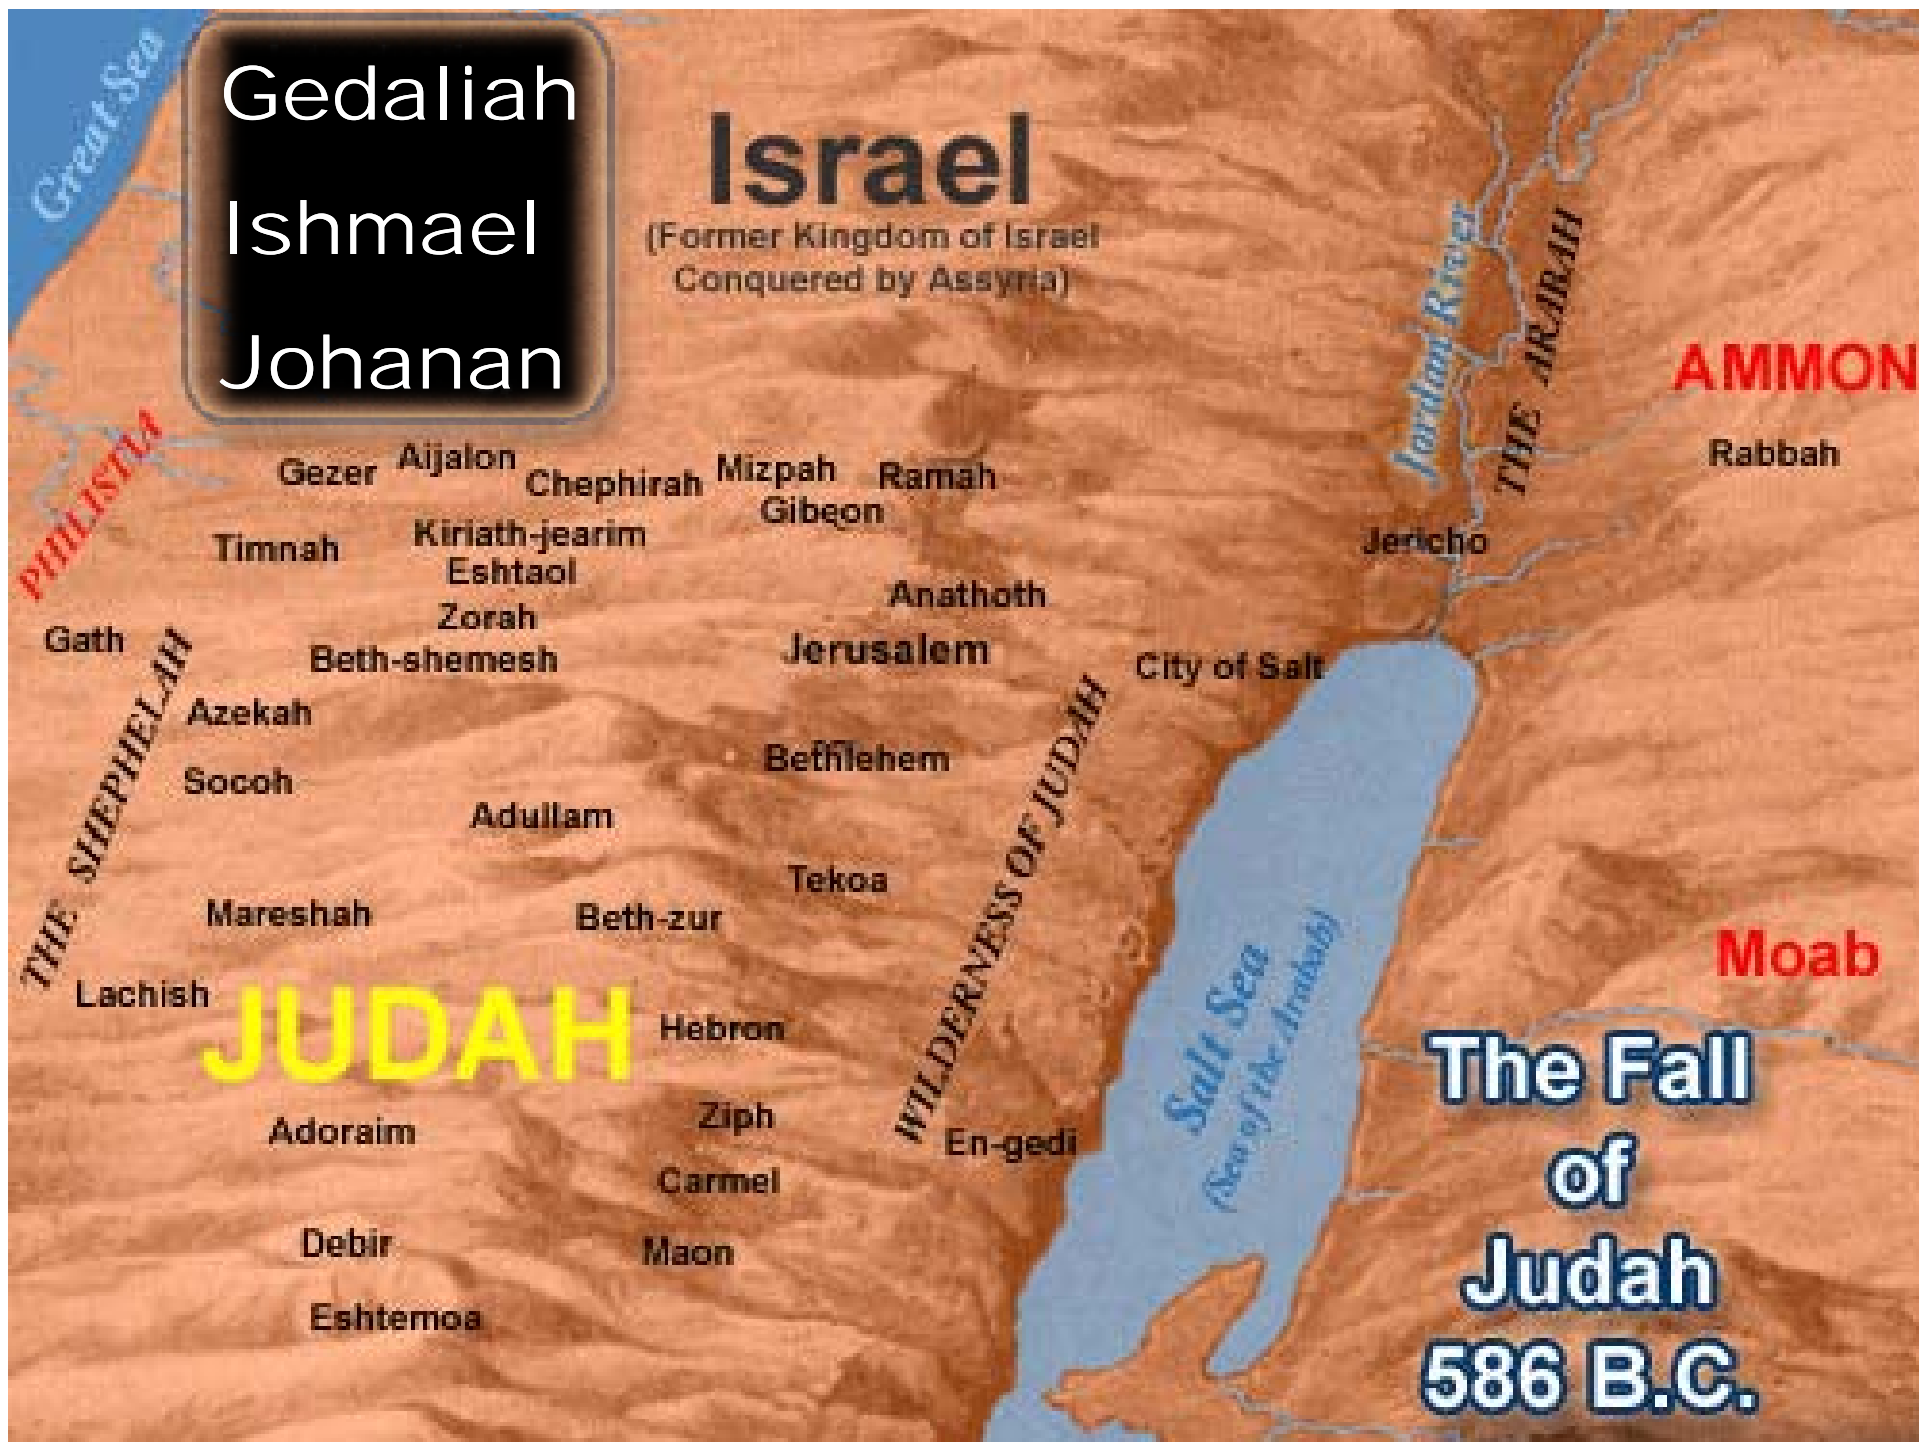 Great Sea
Gedaliah
Ishmael
Johanan
Israel
(Former Kingdom of Israel
Conquered by Assyria)
Jordan River
THE ARABAH
AMMON
Rabbah
PHILISTIA
Gezer
Aijalon
Chephirah
Mizpah
Ramah
Gibeon
Timnah
Kiriath-jearim
Eshtaol
Jericho
Zorah
Anathoth
Gath
Beth-shemesh
Jerusalem
City of Salt
THE SHEPHELAH
Azekah
WILDERNESS OF JUDAH
Socoh
Bethlehem
Adullam
Tekoa
Mareshah
Beth-zur
Lachish
JUDAH
Hebron
Salt Sea
(Sea of the Arabah)
Moab
Adoraim
Ziph
En-gedi
Carmel
Debir
Maon
Eshtemoa
The Fall
of
Judah
586 B.C.